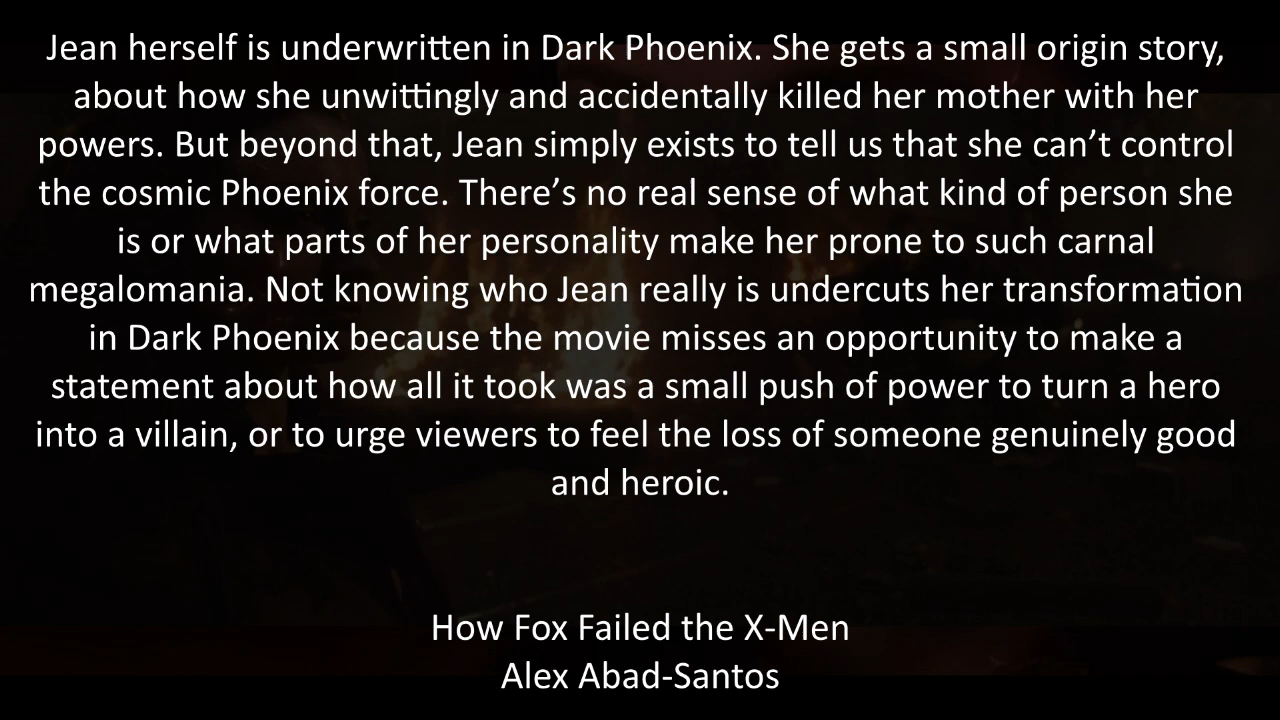 Jean herself is underwritten in Dark Phoenix. She gets a small origin story,
about how she unwittingly and accidentally killed her mother with her
powers. But beyond that, Jean simply exists to tell us that she can’t control
the cosmic Phoenix force. There’s no real sense of what kind of person she
is or what parts of her personality make her prone to such carnal
megalomania. Not knowing who Jean really is undercuts her transformation
in Dark Phoenix because the movie misses an opportunity to make a
statement about how all it took was a small push of power to turn a hero
into a villain, or to urge viewers to feel the loss of someone genuinely good
and heroic.
How Fox Failed the X-Men
Alex Abad-Santos